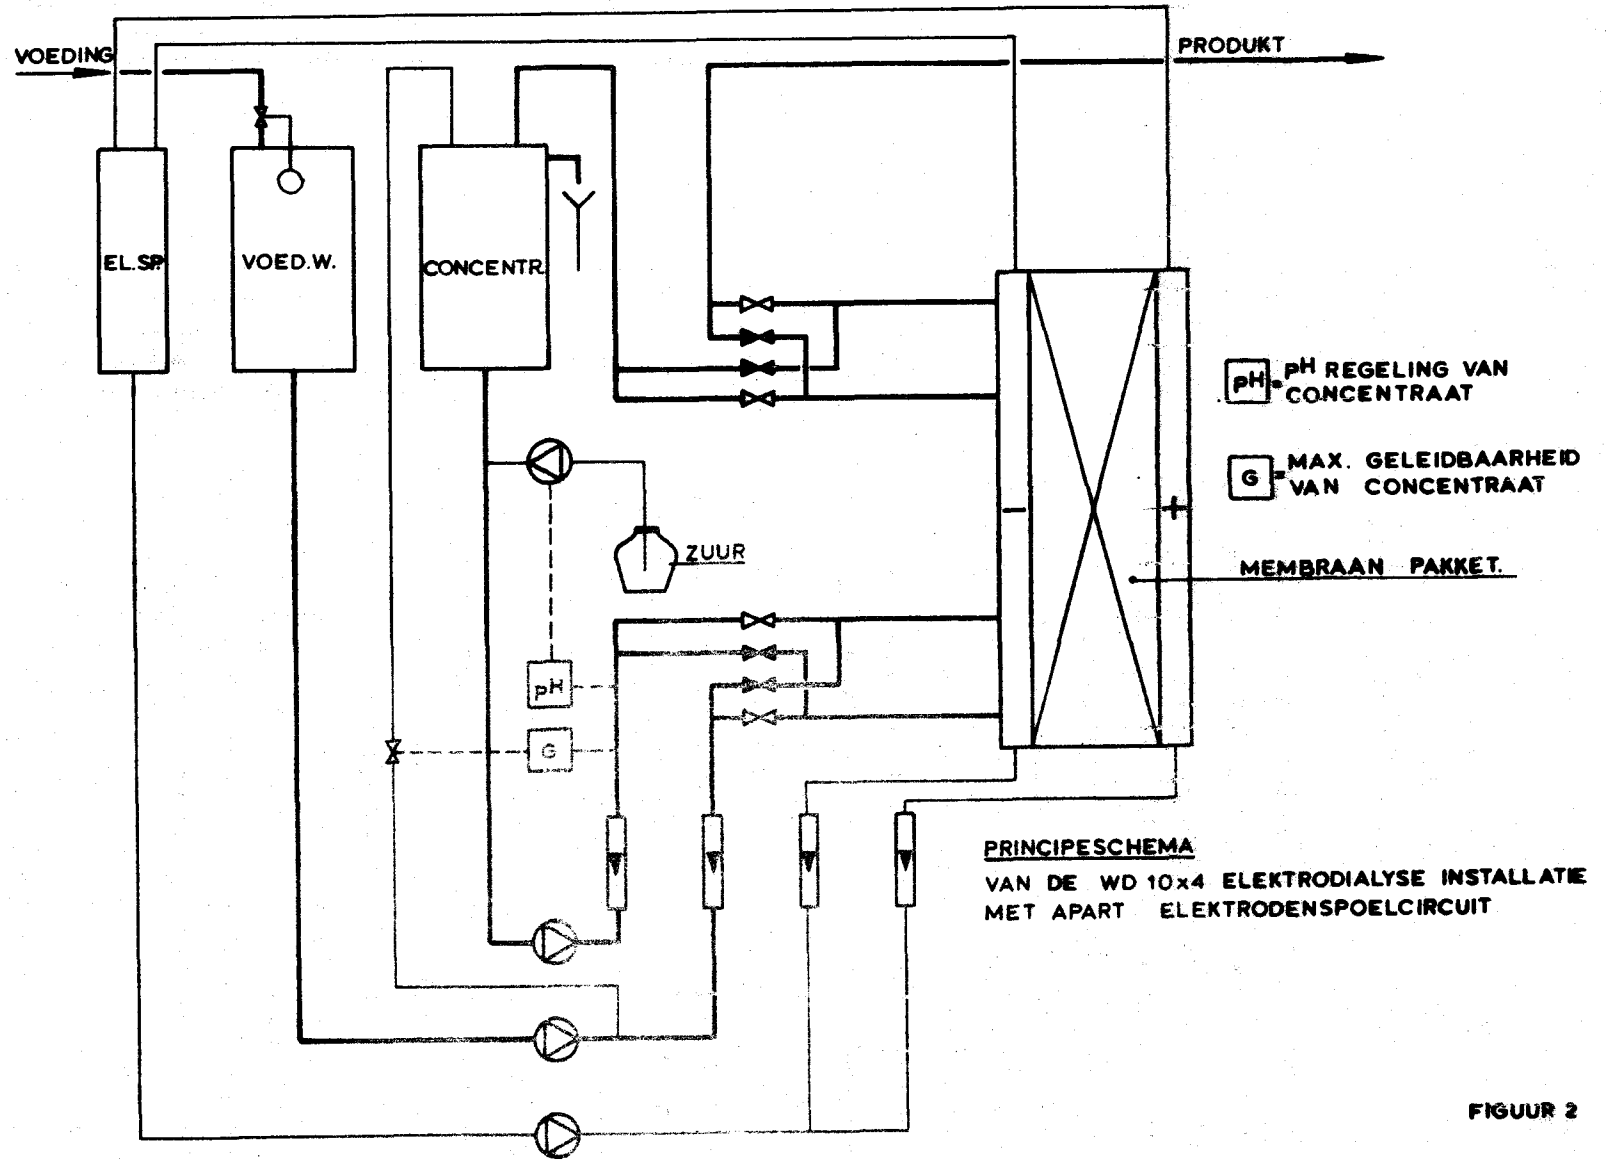 VOEDING
PRODUKT
EL.SP.
VOED.W.
CONCENTR.
pH = pH REGELING VAN
CONCENTRAAT
G = MAX. GELEIDBAARHEID
VAN CONCENTRAAT
ZUUR
- +
MEMBRAAN PAKKET.
pH
G
PRINCIPESCHEMA
VAN DE WD 10x4 ELEKTRODIALYSE INSTALLATIE
MET APART ELEKTRODENSPOELCIRCUIT
FIGUUR 2